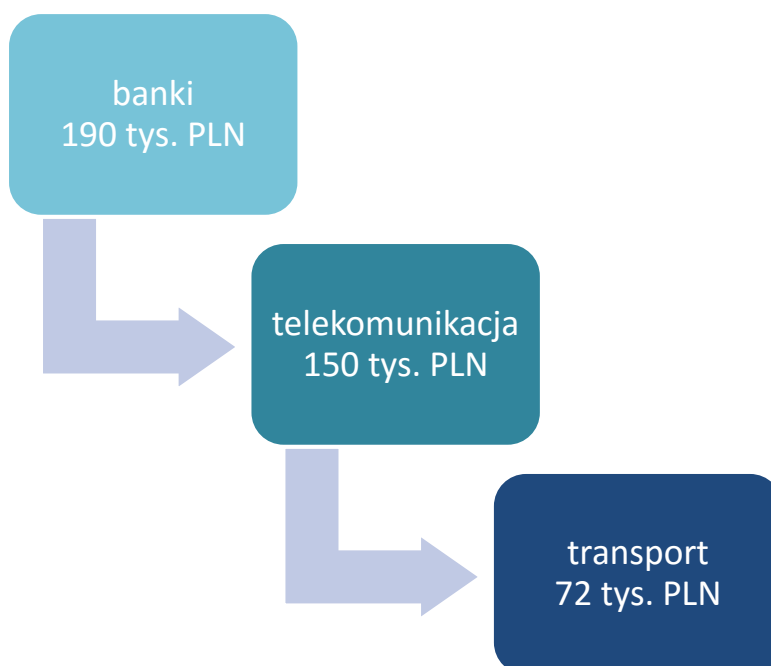 banki
190 tys. PLN
telekomunikacja
150 tys. PLN
transport
72 tys. PLN